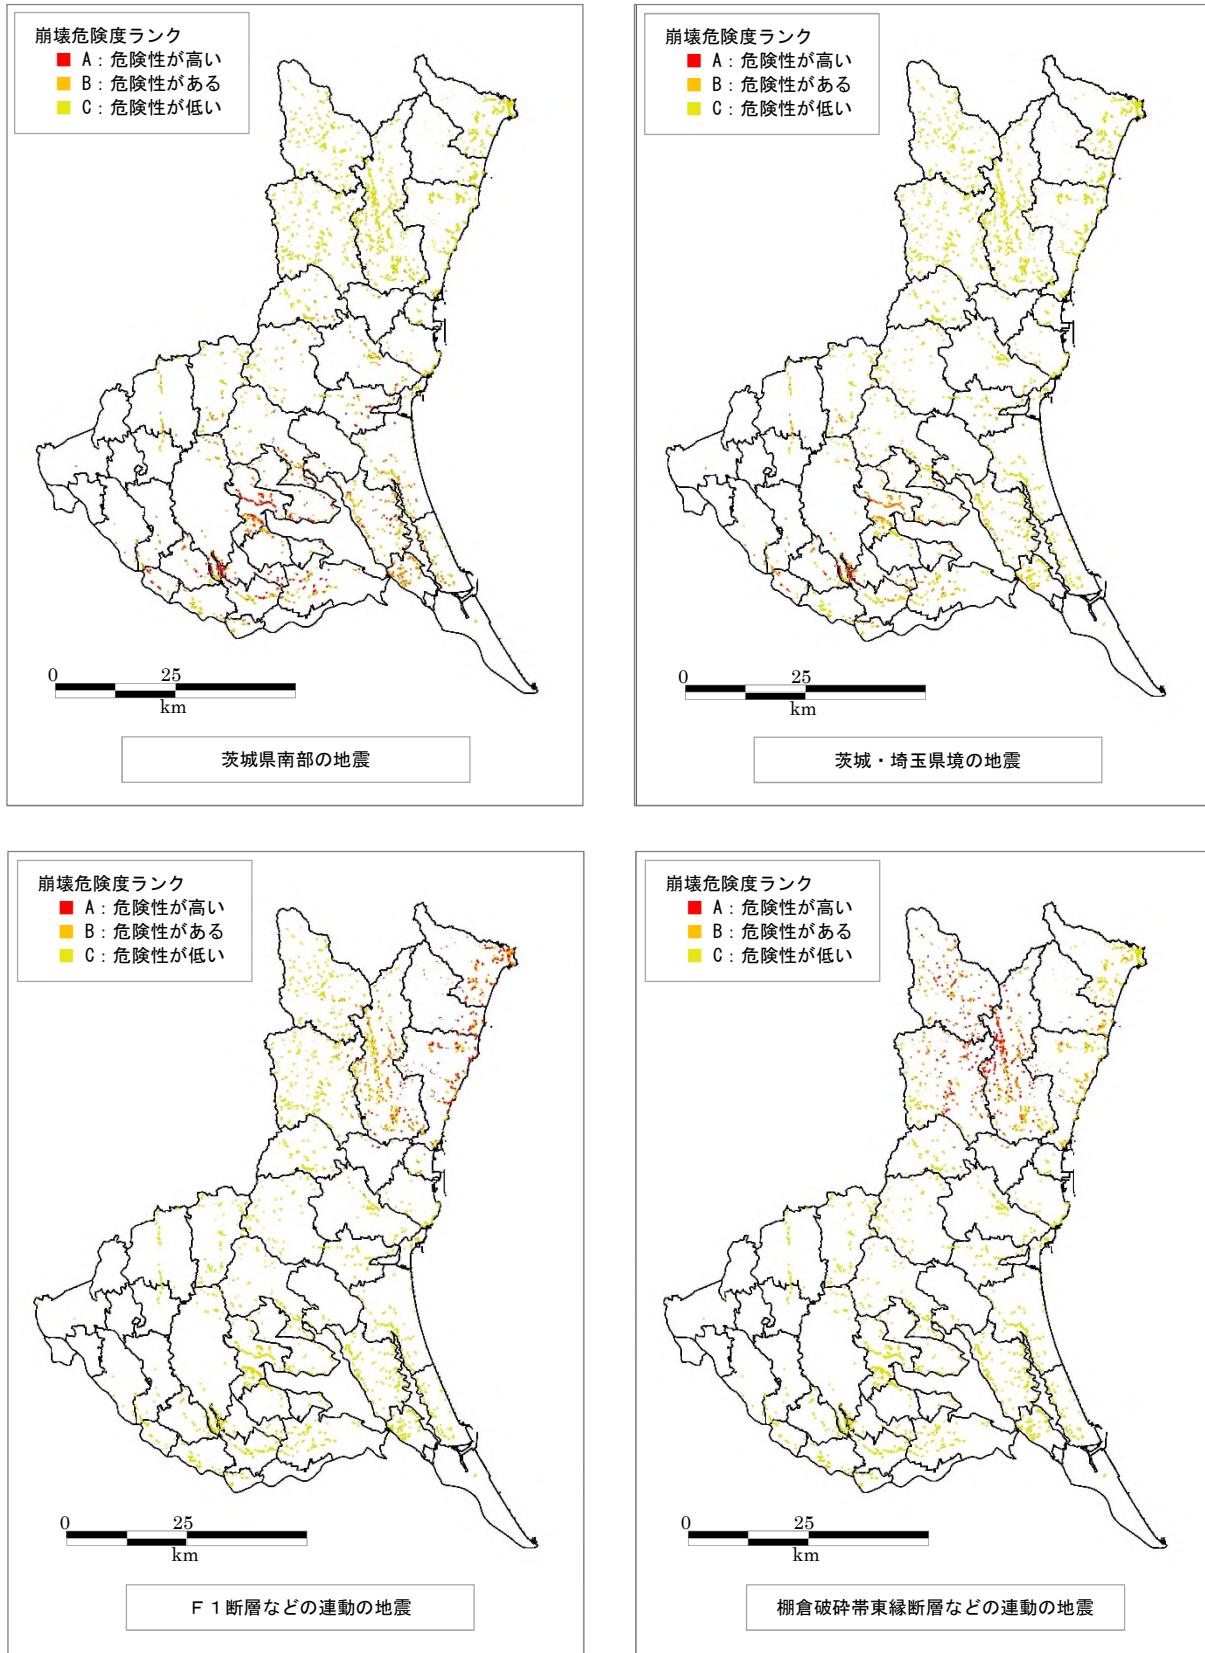 崩壊危険度ランク
A：危険性が高い
B：危険性がある
C：危険性が低い
0 25
km
茨城県南部の地震
崩壊危険度ランク
A：危険性が高い
B：危険性がある
C：危険性が低い
0 25
km
茨城・埼玉県境の地震
崩壊危険度ランク
A：危険性が高い
B：危険性がある
C：危険性が低い
0 25
km
Ｆ１断層などの連動の地震
崩壊危険度ランク
A：危険性が高い
B：危険性がある
C：危険性が低い
0 25
km
棚倉破砕帯東縁断層などの連動の地震